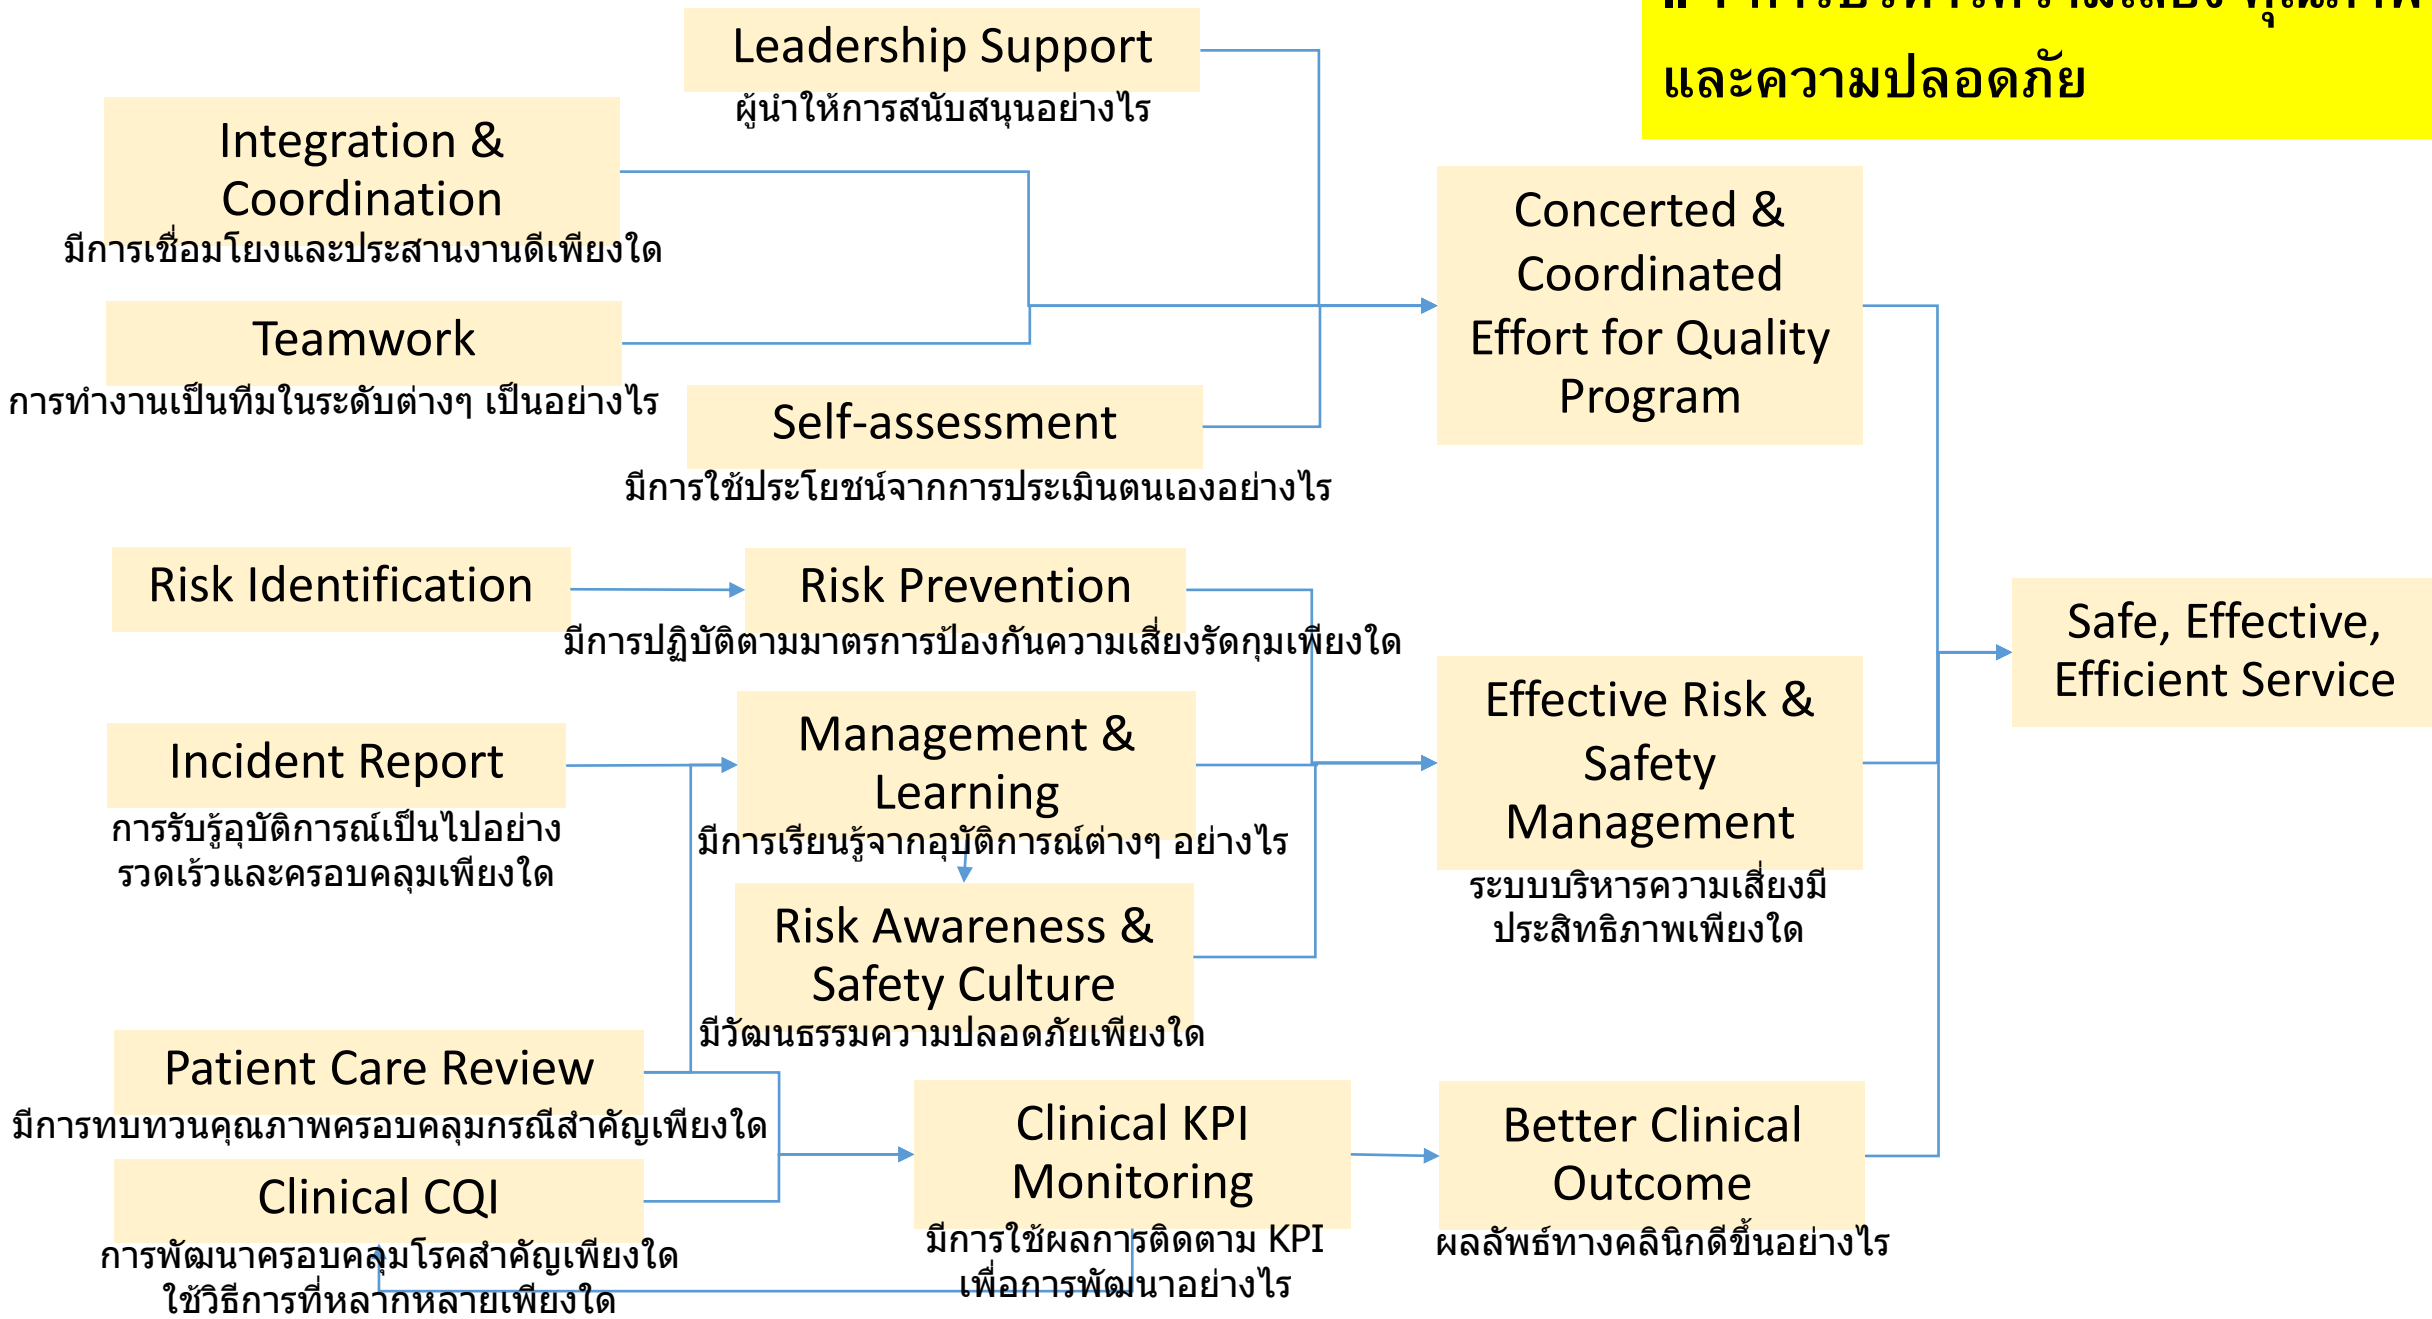 การบริหารความเสี่ยง คุณภาพ
และความปลอดภัย
Leadership Support
ผู้นำให้การสนับสนุนอย่างไร
Integration &
Coordination
มีการเชื่อมโยงและประสานงานดีเพียงใด
Teamwork
การทำงานเป็นทีมในระดับต่างๆ เป็นอย่างไร
Self-assessment
มีการใช้ประโยชน์จากการประเมินตนเองอย่างไร
Concerted &
Coordinated
Effort for Quality
Program
Risk Identification
Risk Prevention
มีการปฏิบัติตามมาตรการป้องกันความเสี่ยงรัดกุมเพียงใด
Incident Report
การรับรู้อุบัติการณ์เป็นไปอย่าง
รวดเร้วและครอบคลุมเพียงใด
Management &
Learning
มีการเรียนรู้จากอุบัติการณ์ต่างๆ อย่างไร
Risk Awareness &
Safety Culture
มีวัฒนธรรมความปลอดภัยเพียงใด
Effective Risk &
Safety
Management
ระบบบริหารความเสี่ยงมี
ประสิทธิภาพเพียงใด
Safe, Effective,
Efficient Service
Patient Care Review
มีการทบทวนคุณภาพครอบคลุมกรณีสำคัญเพียงใด
Clinical CQI
การพัฒนาครอบคลุมโรคสำคัญเพียงใด
ใช้วิธีการที่หลากหลายเพียงใด
Clinical KPI
Monitoring
มีการใช้ผลการติดตาม KPI
เพื่อการพัฒนาอย่างไร
Better Clinical
Outcome
ผลลัพธ์ทางคลินิกดีขึ้นอย่างไร